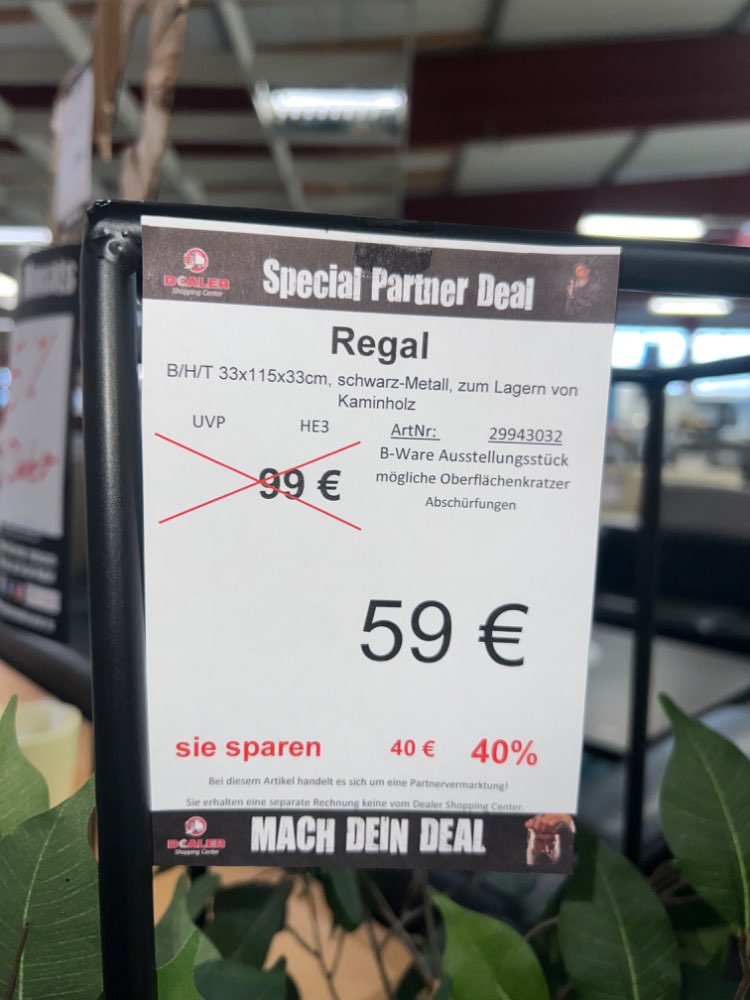 DEALER
Shopping Center
Special Partner Deal
Regal
B/H/T 33x115x33cm, schwarz-Metall, zum Lagern von
Kaminholz
UVP HE3
99 €
ArtNr: 29943032
B-Ware Ausstellungsstück
mögliche Oberflächenkratzer
Abschürfungen
59 €
sie sparen 40 € 40%
Bei diesem Artikel handelt es sich um eine Partnervermarktung!
Sie erhalten eine separate Rechnung keine vom Dealer Shopping Center.
DEALER
Shopping Center
MACH DEIN DEAL